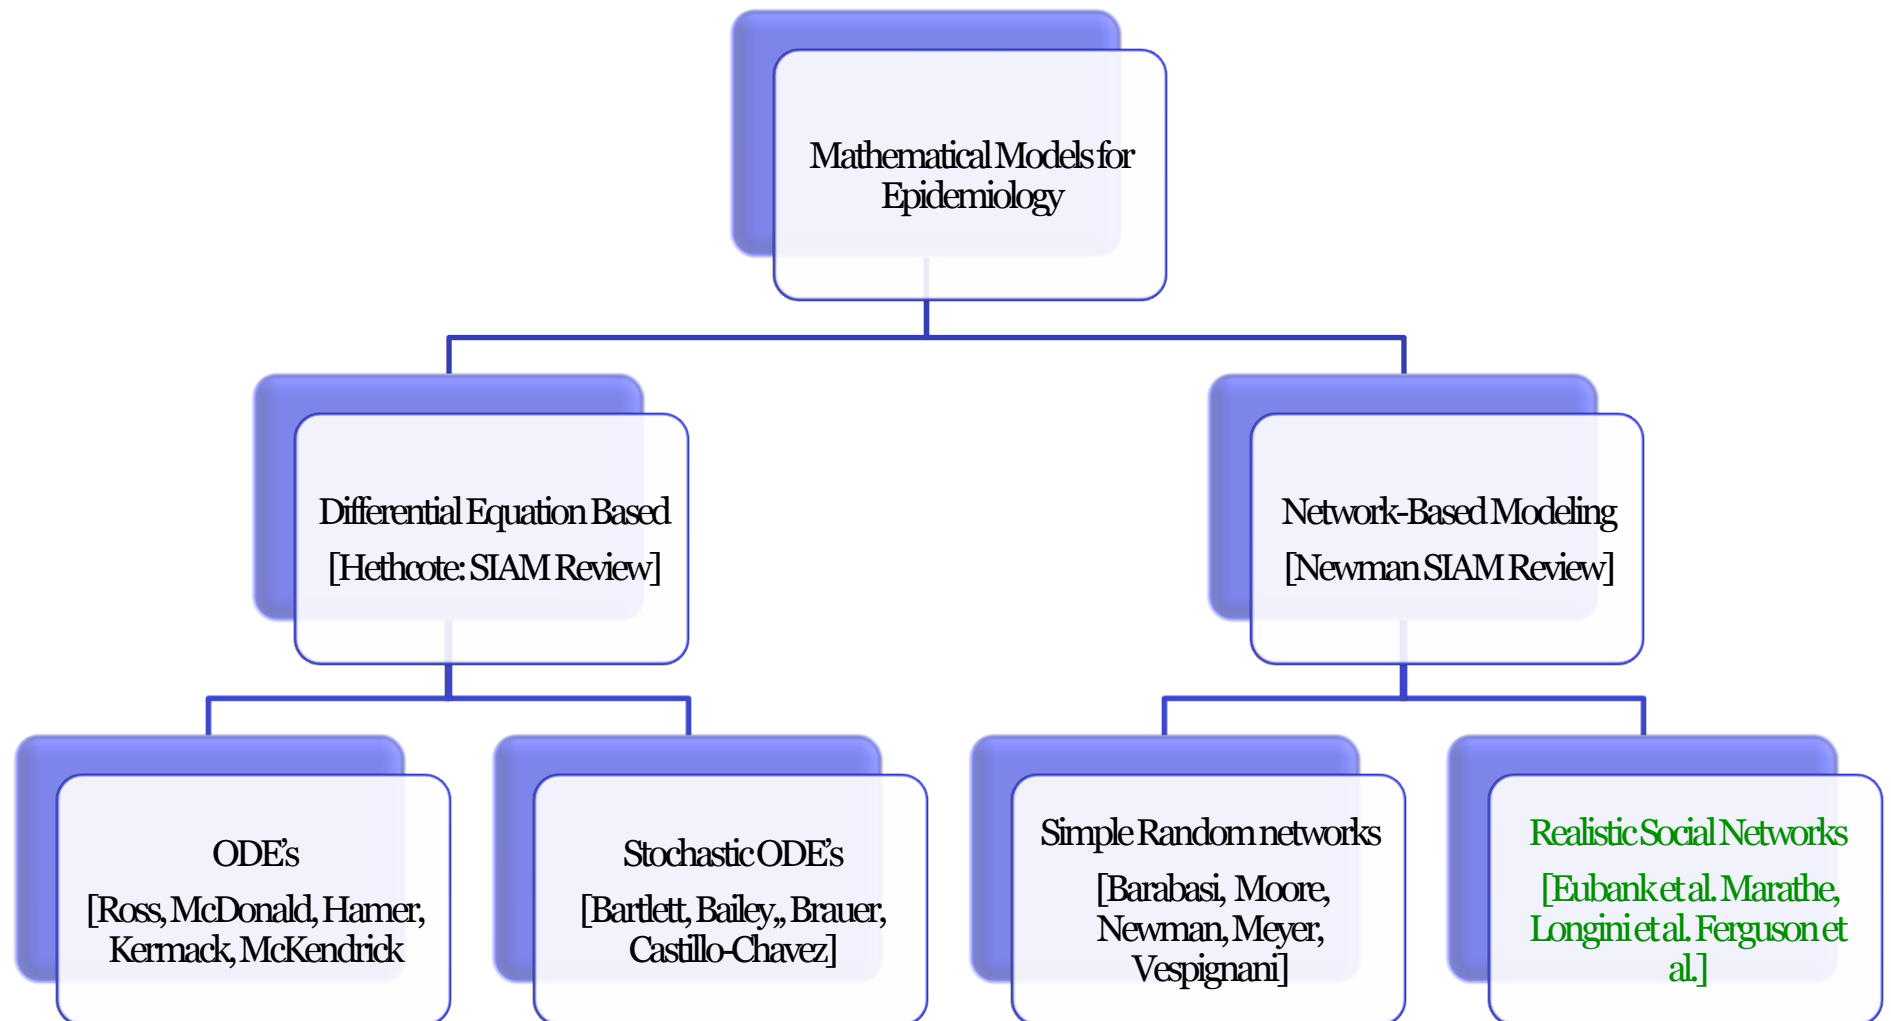 Mathematical Models for
Epidemiology
Differential Equation Based
[Hethcote: SIAM Review]
Network-Based Modeling
[Newman SIAM Review]
ODE's
[Ross, McDonald, Hamer,
Kermack, McKendrick
Stochastic ODE's
[Bartlett, Bailey,, Brauer,
Castillo-Chavez]
Simple Random networks
[Barabasi, Moore,
Newman, Meyer,
Vespignani]
Realistic Social Networks
[Eubank et al. Marathe,
Longini et al. Ferguson et
al.]